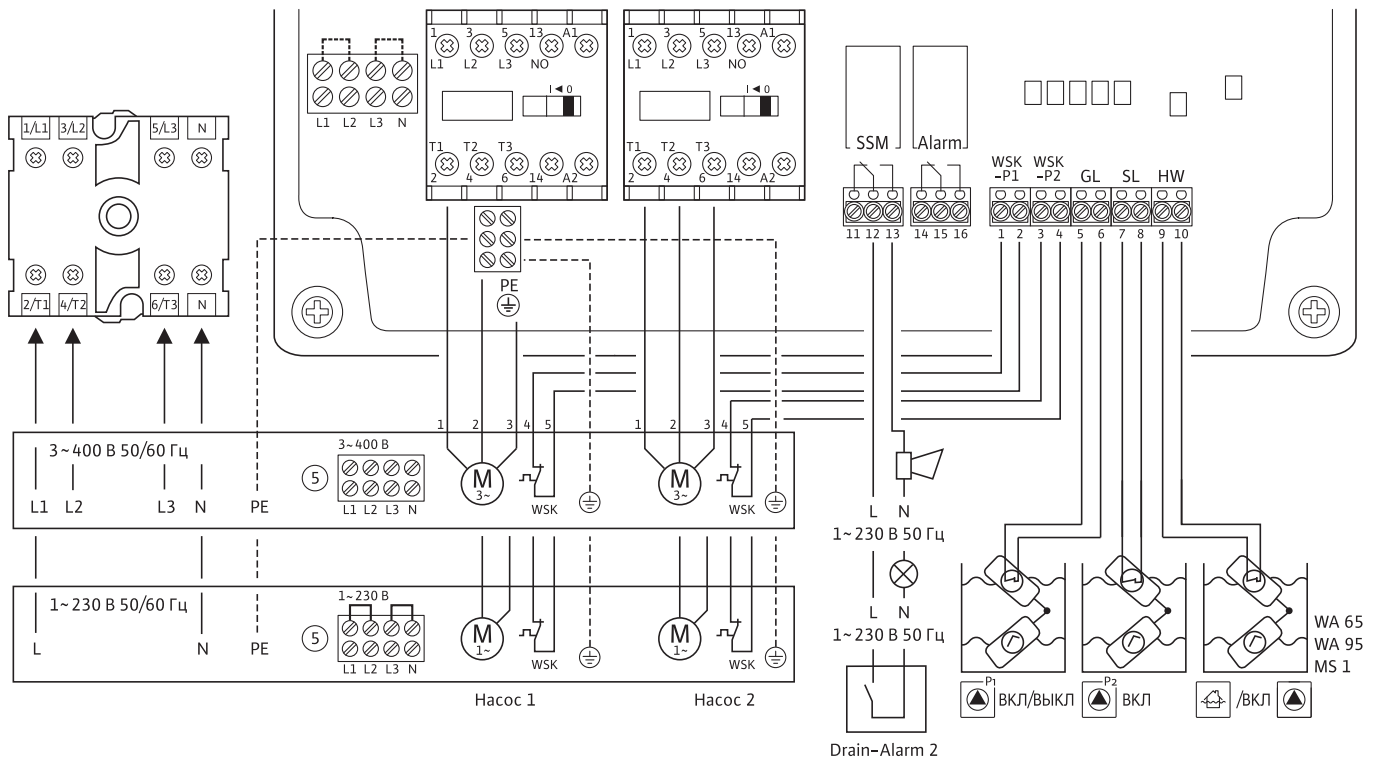 1 3 5 13 A1
L1 L2 L3 NO
I ◄ 0
T1 T2 T3
2 4 6 14 A2
1 3 5 13 A1
L1 L2 L3 NO
I ◄ 0
T1 T2 T3
2 4 6 14 A2
L1 L2 L3 N
1/L1 3/L2 5/L3 N
2/T1 4/T2 6/T3 N
PE
SSM
Alarm
WSK-P1
WSK-P2
GL SL HW
11 12 13 14 15 16 1 2 3 4 5 6 7 8 9 10
1 2 3 4 5
1 2 3 4 5
3~400 В 50/60 Гц
L1 L2 L3 N PE
5
3~400 В
L1 L2 L3 N
M
3~
WSK
M
3~
WSK
L N
1~230 В 50 Гц
1~230 В 50/60 Гц
L N PE
5
1~230 В
L1 L2 L3 N
M
1~
WSK
M
1~
WSK
L N
1~230 В 50 Гц
WA 65
WA 95
MS 1
Насос 1
Насос 2
P1
ВКЛ/ВЫКЛ
P2
ВКЛ
/ВКЛ
Drain-Alarm 2